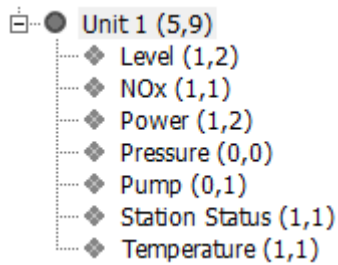 Unit 1 (5,9)
Level (1,2)
NOx (1,1)
Power (1,2)
Pressure (0,0)
Pump (0,1)
Station Status (1,1)
Temperature (1,1)